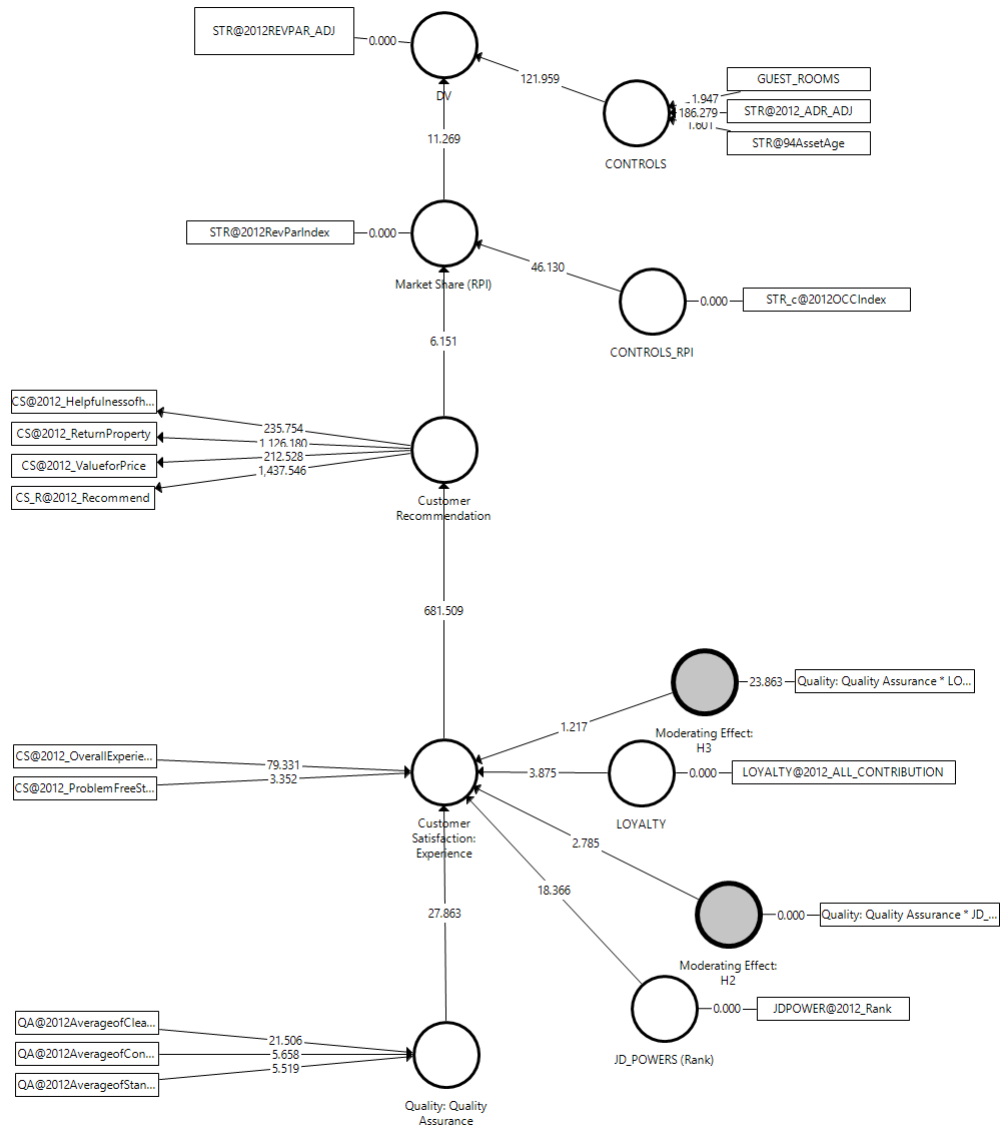 STR@2012REVPAR_ADJ
0.000
DV
121.959
GUEST_ROOMS
1.947
186.279
STR@2012_ADR_ADJ
1.601
STR@94AssetAge
CONTROLS
11.269
STR@2012RevParIndex
0.000
Market Share (RPI)
46.130
0.000
STR_c@2012OCCIndex
CONTROLS_RPI
6.151
CS@2012_Helpfulnessofh...
235.754
CS@2012_ReturnProperty
1,126.180
CS@2012_ValueforPrice
212.528
CS_R@2012_Recommend
1,437.546
Customer
Recommendation
681.509
23.863
Quality: Quality Assurance * LO...
1.217
Moderating Effect:
H3
CS@2012_OverallExperie...
79.331
CS@2012_ProblemFreeSt...
3.352
3.875
0.000
LOYALTY@2012_ALL_CONTRIBUTION
LOYALTY
Customer
Satisfaction:
Experience
2.785
18.366
27.863
0.000
Quality: Quality Assurance * JD_...
Moderating Effect:
H2
0.000
JDPOWER@2012_Rank
JD_POWERS (Rank)
QA@2012AverageofClea...
21.506
QA@2012AverageofCon...
5.658
QA@2012AverageofStan...
5.519
Quality: Quality
Assurance